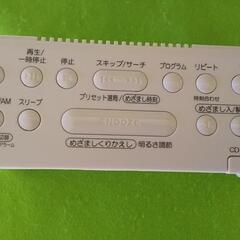 再生/
一時停止
停止
スキップ/サーチ
プログラム
リピート
時刻合わせ
/AM
スリープ
プリセット選局/めざまし時刻
めざまし入/
SNOOZE
めざましくりかえし
明るさ調節
CD